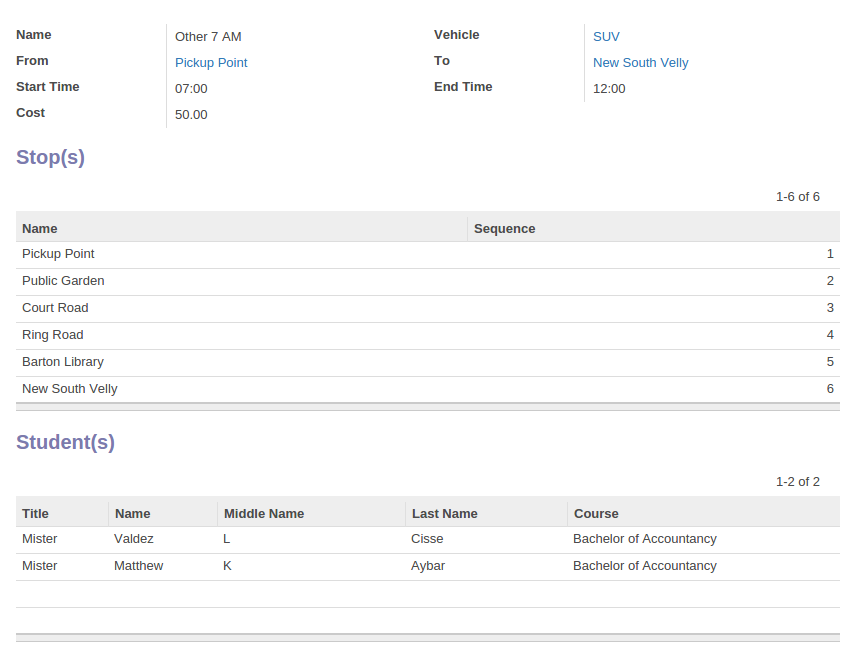 Name Other 7 AM Vehicle SUV
From Pickup Point To New South Velly
Start Time 07:00 End Time 12:00
Cost 50.00
Stop(s)
1-6 of 6
Name Sequence
Pickup Point 1
Public Garden 2
Court Road 3
Ring Road 4
Barton Library 5
New South Velly 6
Student(s)
1-2 of 2
Title Name Middle Name Last Name Course
Mister Valdez L Cisse Bachelor of Accountancy
Mister Matthew K Aybar Bachelor of Accountancy